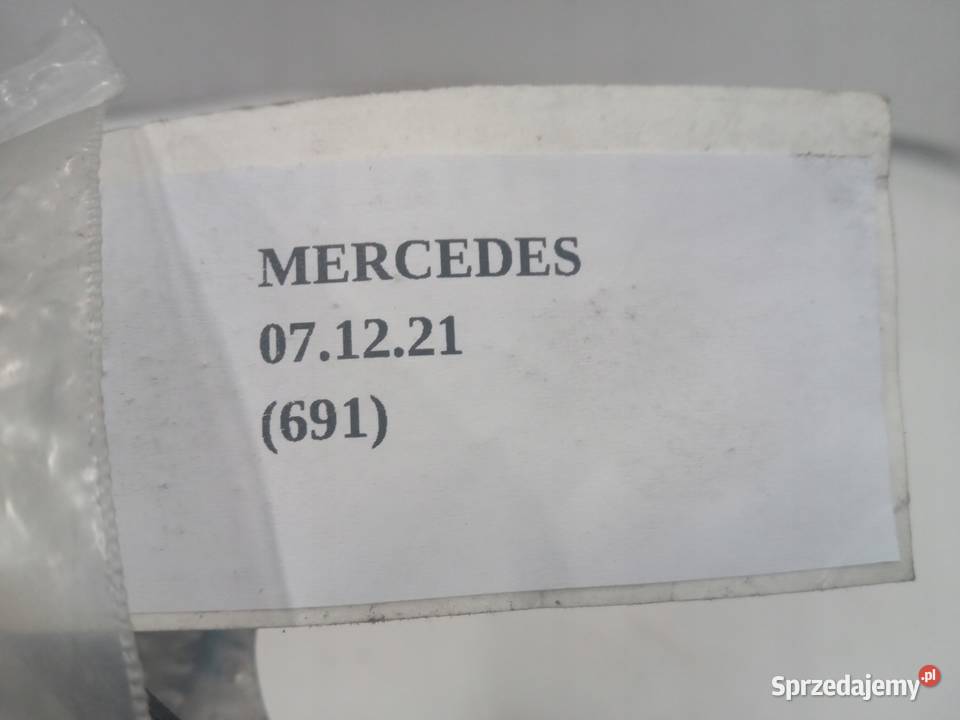 MERCEDES
07.12.21
(691)
Sprzedajemy.pl